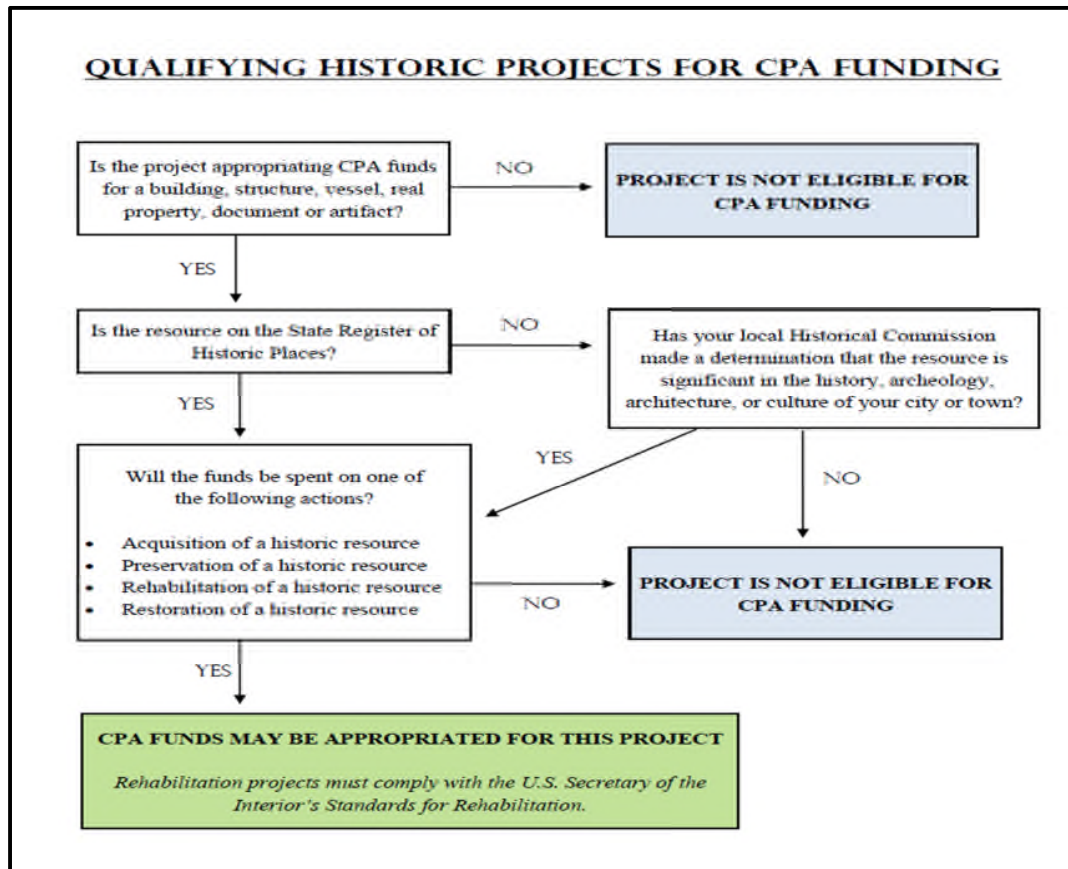 QUALIFYING HISTORIC PROJECTS FOR CPA FUNDING
Is the project appropriating CPA funds
for a building, structure, vessel, real
property, document or artifact?
NO
PROJECT IS NOT ELIGIBLE FOR
CPA FUNDING
YES
Is the resource on the State Register of
Historic Places?
NO
Has your local Historical Commission
made a determination that the resource is
significant in the history, archeology,
architecture, or culture of your city or town?
YES
YES
NO
Will the funds be spent on one of
the following actions?
• Acquisition of a historic resource
• Preservation of a historic resource
• Rehabilitation of a historic resource
• Restoration of a historic resource
NO
PROJECT IS NOT ELIGIBLE FOR
CPA FUNDING
YES
CPA FUNDS MAY BE APPROPRIATED FOR THIS PROJECT
Rehabilitation projects must comply with the U.S. Secretary of the
Interior's Standards for Rehabilitation.